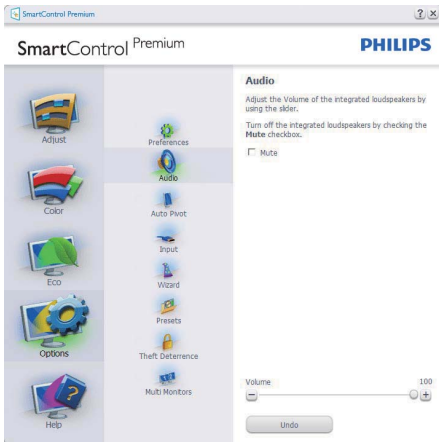 SmartControl Premium
? ×
SmartControl Premium
PHILIPS
Adjust
Color
Eco
Options
Help
Preferences
Audio
Auto Pivot
Input
Wizard
Presets
Theft Deterrence
Multi Monitors
Audio
Adjust the Volume of the integrated loudspeakers by
using the slider.
Turn off the integrated loudspeakers by checking the
Mute checkbox.
Mute
Volume 100
Undo